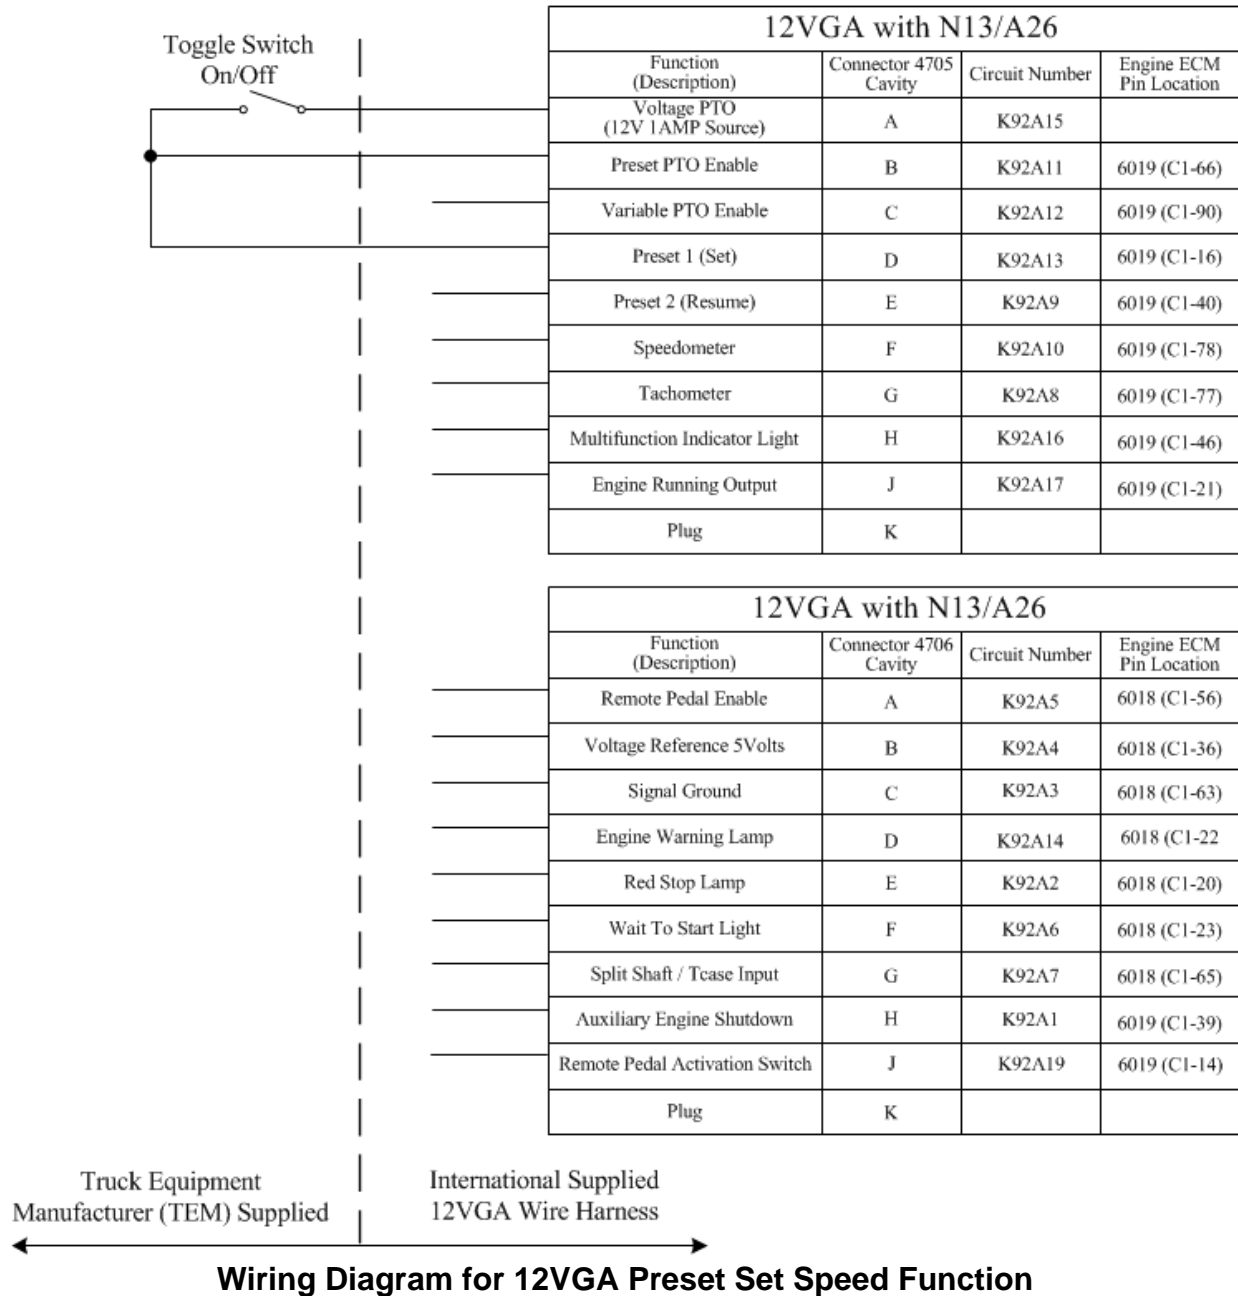 Toggle Switch
On/Off
12VGA with N13/A26
Function
(Description)
Connector 4705
Cavity
Circuit Number
Engine ECM
Pin Location
Voltage PTO
(12V 1AMP Source)
A
K92A15
Preset PTO Enable
B
K92A11
6019 (C1-66)
Variable PTO Enable
C
K92A12
6019 (C1-90)
Preset 1 (Set)
D
K92A13
6019 (C1-16)
Preset 2 (Resume)
E
K92A9
6019 (C1-40)
Speedometer
F
K92A10
6019 (C1-78)
Tachometer
G
K92A8
6019 (C1-77)
Multifunction Indicator Light
H
K92A16
6019 (C1-46)
Engine Running Output
J
K92A17
6019 (C1-21)
Plug
K
12VGA with N13/A26
Function
(Description)
Connector 4706
Cavity
Circuit Number
Engine ECM
Pin Location
Remote Pedal Enable
A
K92A5
6018 (C1-56)
Voltage Reference 5Volts
B
K92A4
6018 (C1-36)
Signal Ground
C
K92A3
6018 (C1-63)
Engine Warning Lamp
D
K92A14
6018 (C1-22
Red Stop Lamp
E
K92A2
6018 (C1-20)
Wait To Start Light
F
K92A6
6018 (C1-23)
Split Shaft / Tcase Input
G
K92A7
6018 (C1-65)
Auxiliary Engine Shutdown
H
K92A1
6019 (C1-39)
Remote Pedal Activation Switch
J
K92A19
6019 (C1-14)
Plug
K
Truck Equipment
Manufacturer (TEM) Supplied
International Supplied
12VGA Wire Harness
Wiring Diagram for 12VGA Preset Set Speed Function